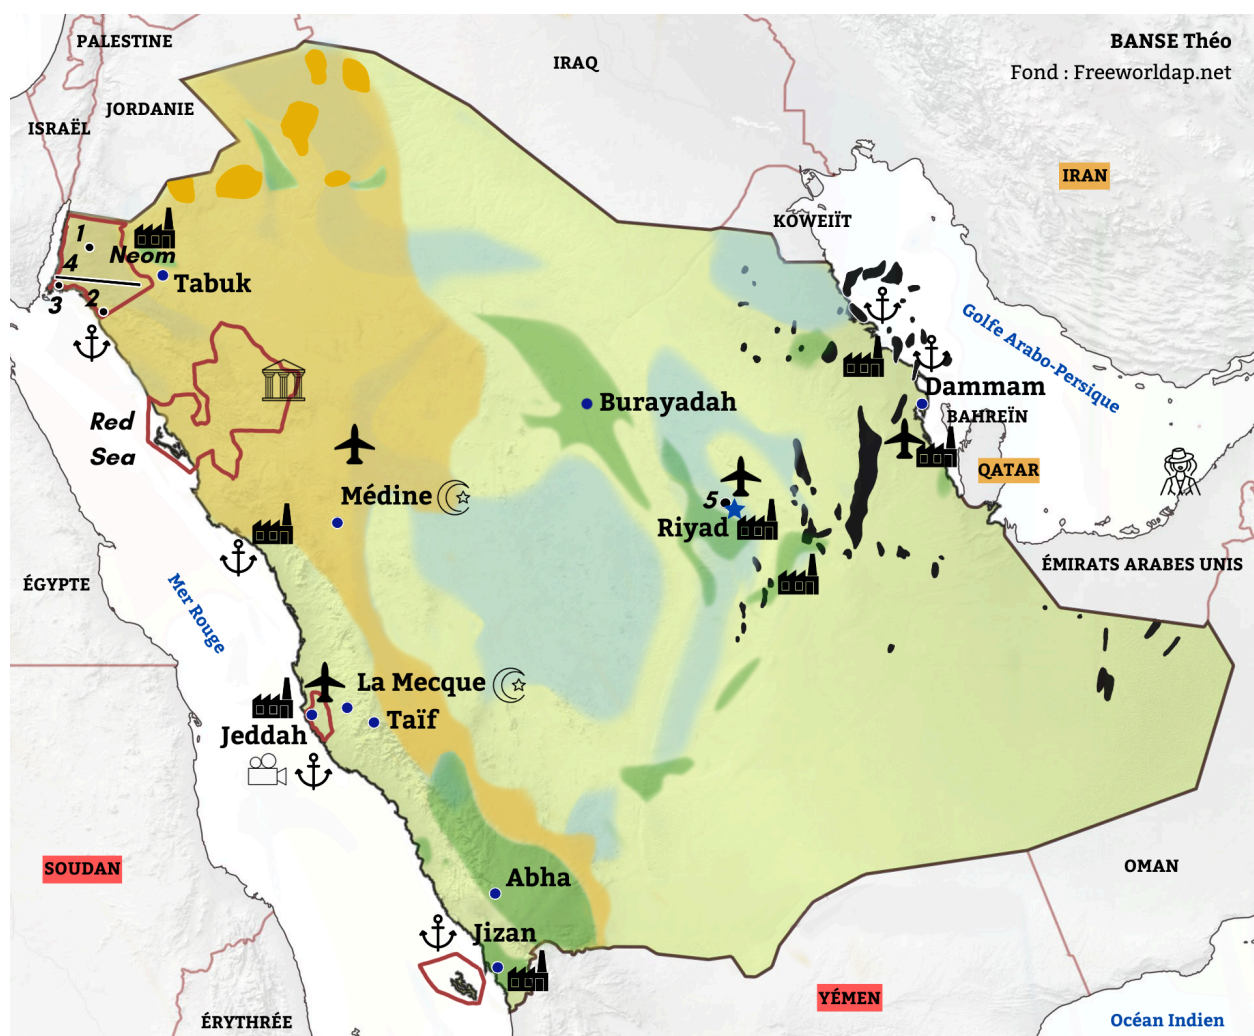 PALESTINE
IRAQ
BANSE Théo
Fond : Freeworldap.net
JORDANIE
ISRAËL
IRAN
KOWEIÏT
1
Neom
4
Tabuk
3
2
Golfe Arabo-Persique
Dammam
Burayadah
BAHREÏN
Red
Sea
QATAR
Médine
5
Riyad
ÉMIRATS ARABES UNIS
ÉGYPTE
Mer Rouge
La Mecque
Taïf
Jeddah
SOUDAN
OMAN
Abha
Jizan
YÉMEN
ÉRYTHRÉE
Océan Indien